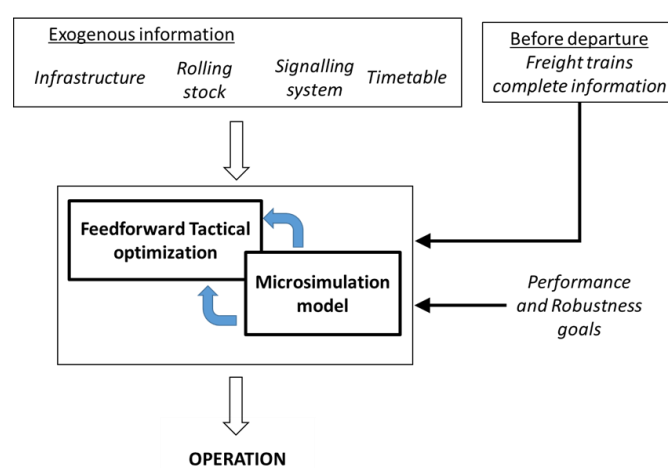 Exogenous information
Infrastructure
Rolling
stock
Signalling
system
Timetable
Before departure
Freight trains
complete information
Feedforward Tactical
optimization
Microsimulation
model
Performance
and Robustness
goals
OPERATION